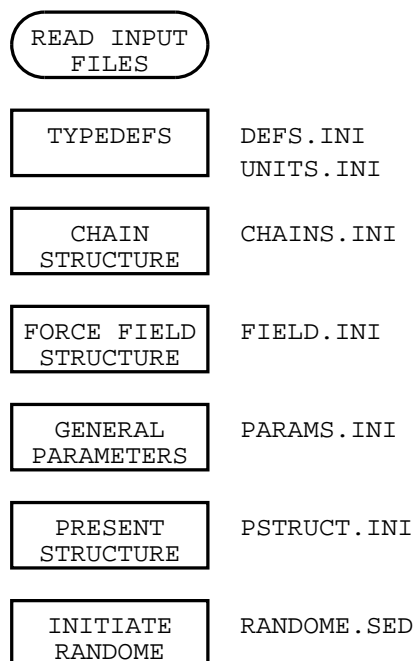 READ INPUT
FILES
TYPEDEFS
DEFS.INI
UNITS.INI
CHAIN
STRUCTURE
CHAINS.INI
FORCE FIELD
STRUCTURE
FIELD.INI
GENERAL
PARAMETERS
PARAMS.INI
PRESENT
STRUCTURE
PSTRUCT.INI
INITIATE
RANDOME
RANDOME.SED